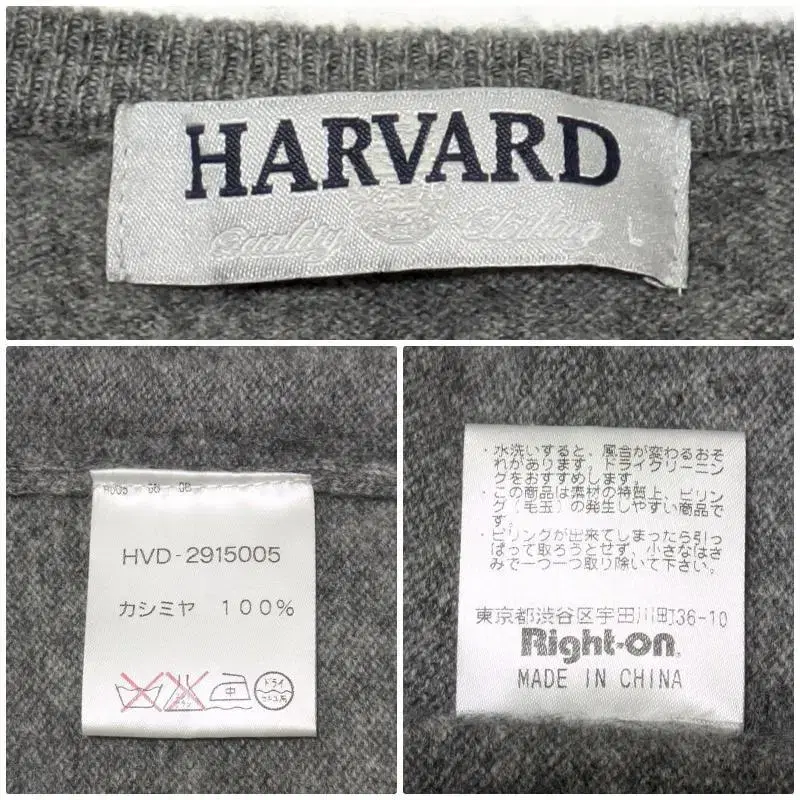 HARVARD
Quality Clothing L
HVD-2915005
カシミヤ 100%
ドライ
セキユ系
・水洗いすると、風合が変わるおそ
れがあります。ドライクリーニン
グをおすすめします。
・この商品は素材の特質上、ピリン
グ(毛玉)の発生しやすい商品で
す。
・ピリングが出来てしまったら引っ
ぱって取ろうとせず、小さなはさ
みで一つ一つ取り除いて下さい。
東京都渋谷区宇田川町36-10
Right-on.
MADE IN CHINA